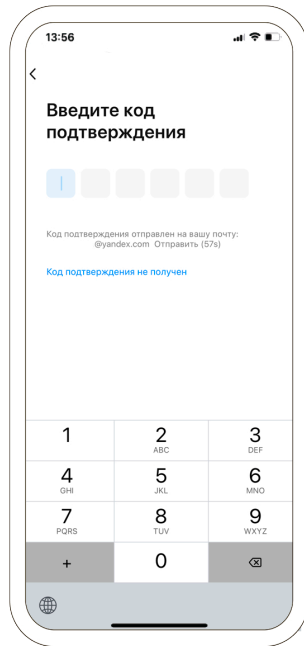 13:56
Введите код
подтверждения
Код подтверждения отправлен на вашу почту:
@yandex.com Отправить (57s)
Код подтверждения не получен
1
2
ABC
3
DEF
4
GHI
5
JKL
6
MNO
7
PQRS
8
TUV
9
WXYZ
+
0